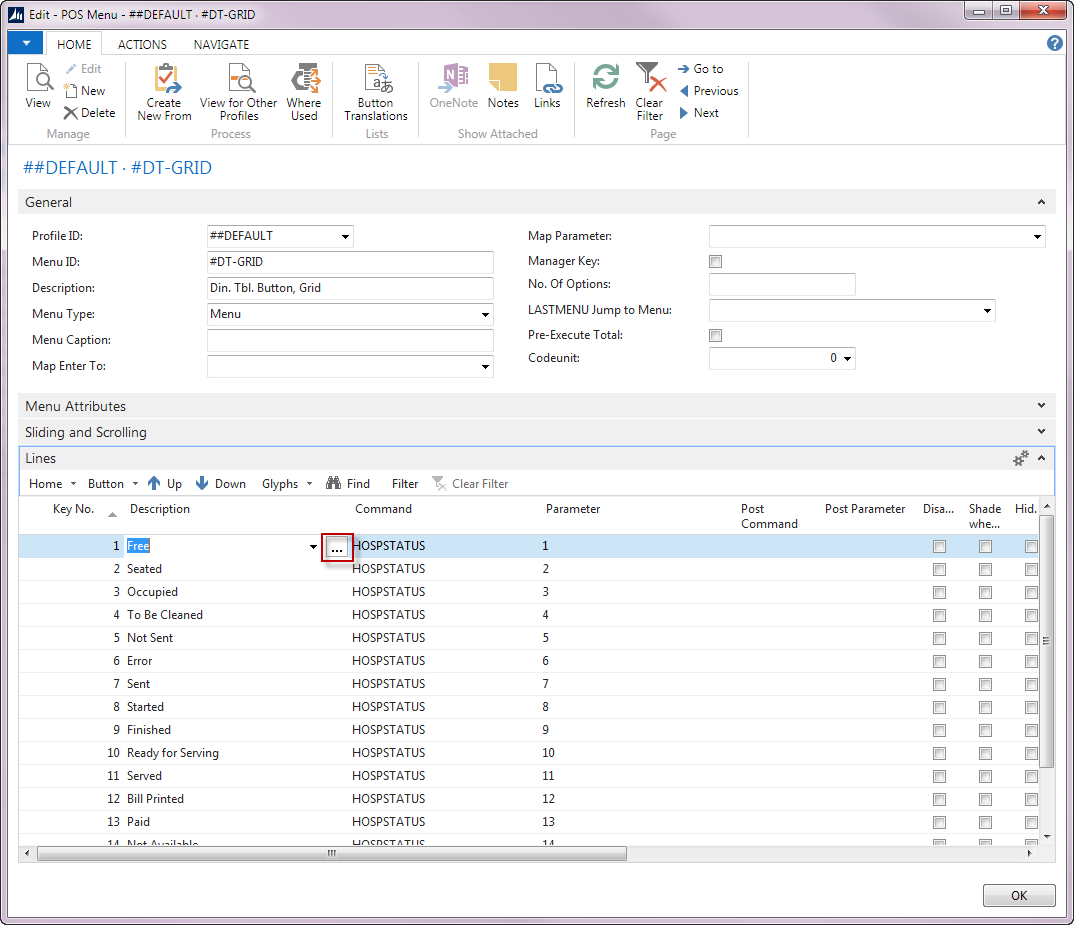 Edit - POS Menu - ##DEFAULT · #DT-GRID
HOME ACTIONS NAVIGATE
View
Edit
New
Delete
Manage
Create New From
View for Other Profiles
Where Used
Process
Button Translations
Lists
OneNote
Notes
Links
Show Attached
Refresh
Clear Filter
Go to
Previous
Next
Page
##DEFAULT · #DT-GRID
General
Profile ID: ##DEFAULT
Menu ID: #DT-GRID
Description: Din. Tbl. Button, Grid
Menu Type: Menu
Menu Caption:
Map Enter To:
Map Parameter:
Manager Key:
No. Of Options:
LASTMENU Jump to Menu:
Pre-Execute Total:
Codeunit: 0
Menu Attributes
Sliding and Scrolling
Lines
Home Button Up Down Glyphs Find Filter Clear Filter
Key No. Description Command Parameter Post Command Post Parameter Disa... Shade whe... Hid.
1 Free ... HOSPSTATUS 1
2 Seated HOSPSTATUS 2
3 Occupied HOSPSTATUS 3
4 To Be Cleaned HOSPSTATUS 4
5 Not Sent HOSPSTATUS 5
6 Error HOSPSTATUS 6
7 Sent HOSPSTATUS 7
8 Started HOSPSTATUS 8
9 Finished HOSPSTATUS 9
10 Ready for Serving HOSPSTATUS 10
11 Served HOSPSTATUS 11
12 Bill Printed HOSPSTATUS 12
13 Paid HOSPSTATUS 13
14 Not Available HOSPSTATUS 14
OK